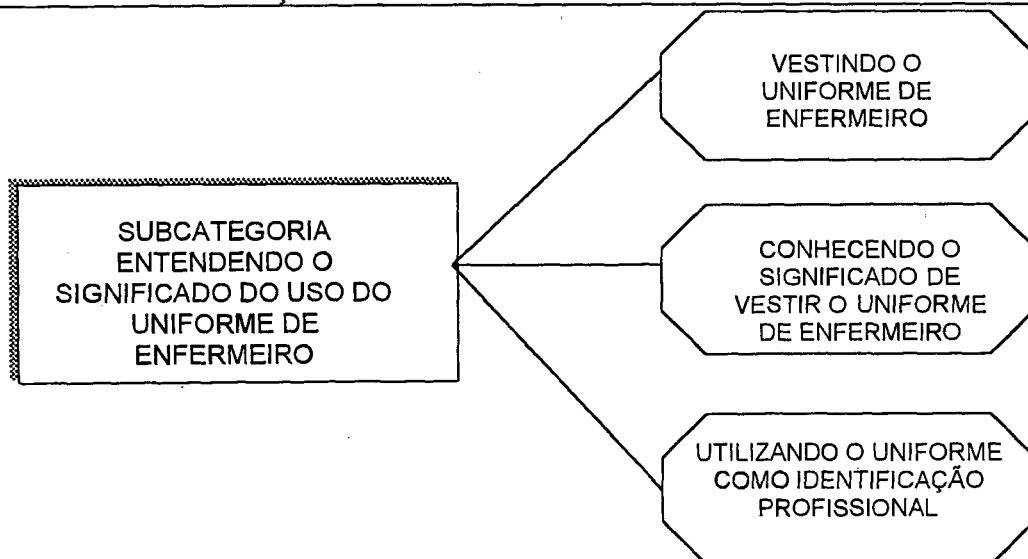 SUBCATEGORIA
ENTENDENDO O
SIGNIFICADO DO USO DO
UNIFORME DE
ENFERMEIRO
VESTINDO O
UNIFORME DE
ENFERMEIRO
CONHECENDO O
SIGNIFICADO DE
VESTIR O UNIFORME
DE ENFERMEIRO
UTILIZANDO O UNIFORME
COMO IDENTIFICAÇÃO
PROFISSIONAL